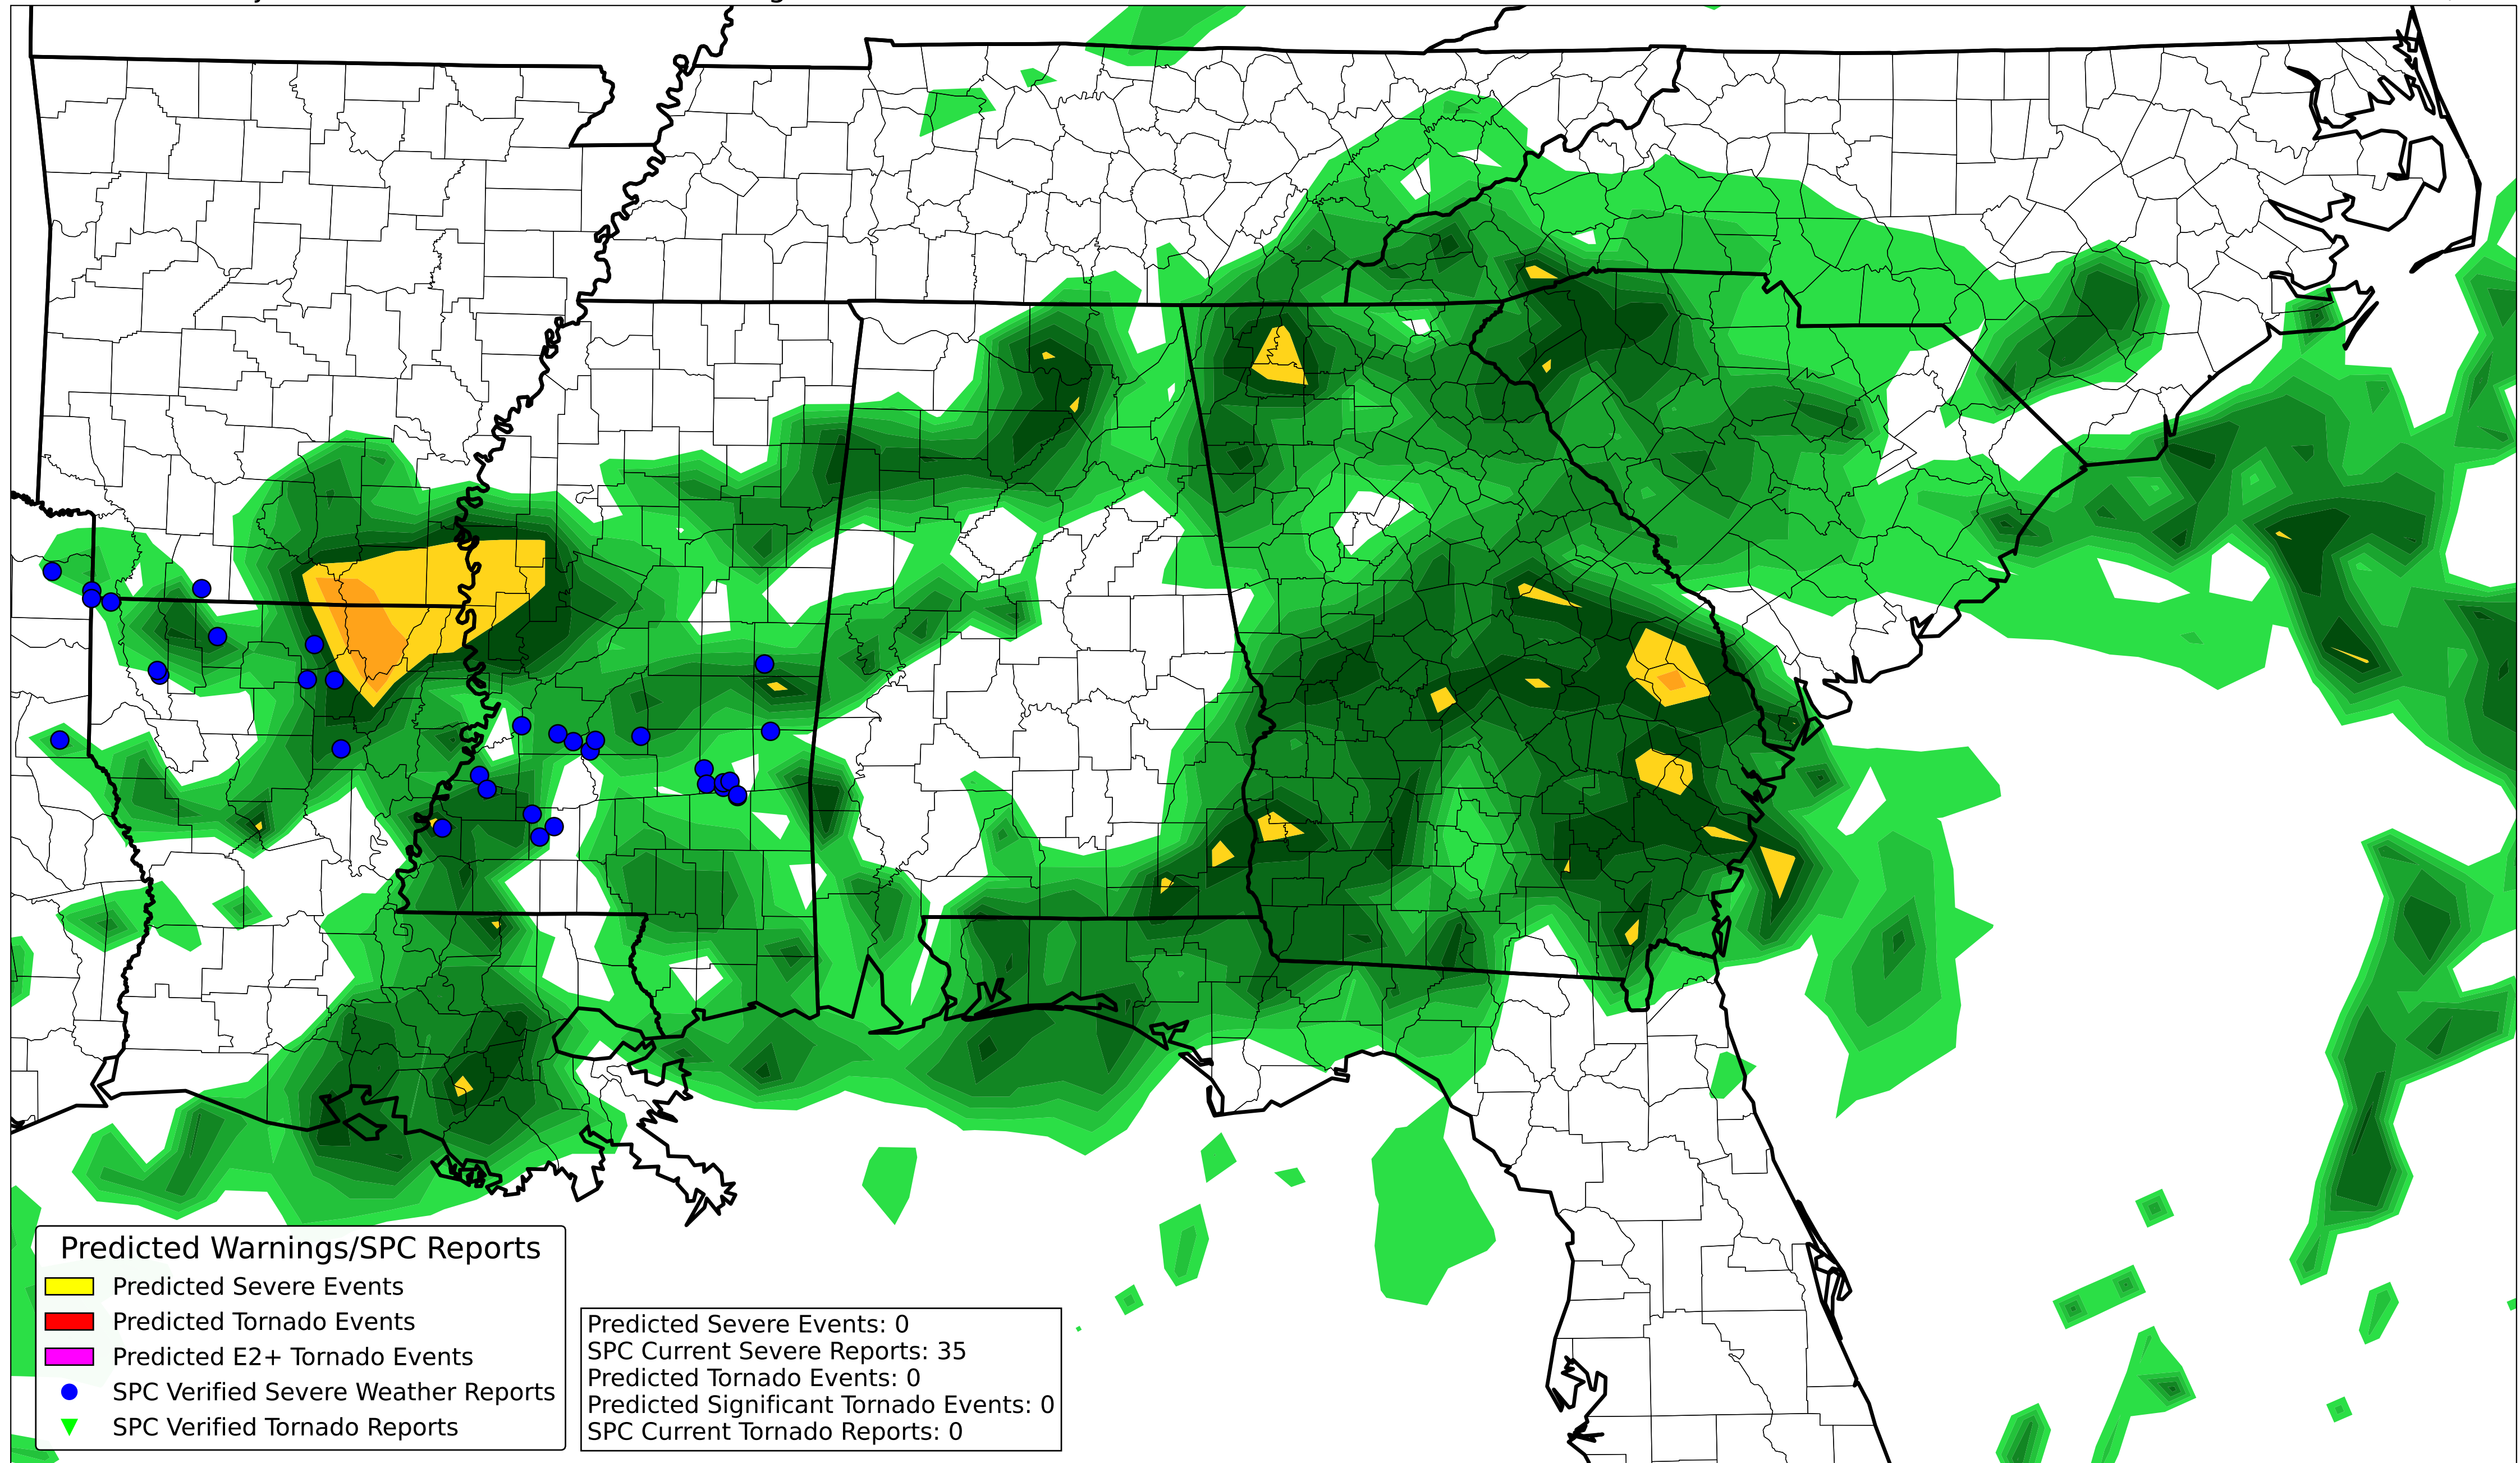 Predicted Warnings/SPC Reports
Predicted Severe Events
Predicted Tornado Events
Predicted E2+ Tornado Events
SPC Verified Severe Weather Reports
SPC Verified Tornado Reports
Predicted Severe Events: 0
SPC Current Severe Reports: 35
Predicted Tornado Events: 0
Predicted Significant Tornado Events: 0
SPC Current Tornado Reports: 0